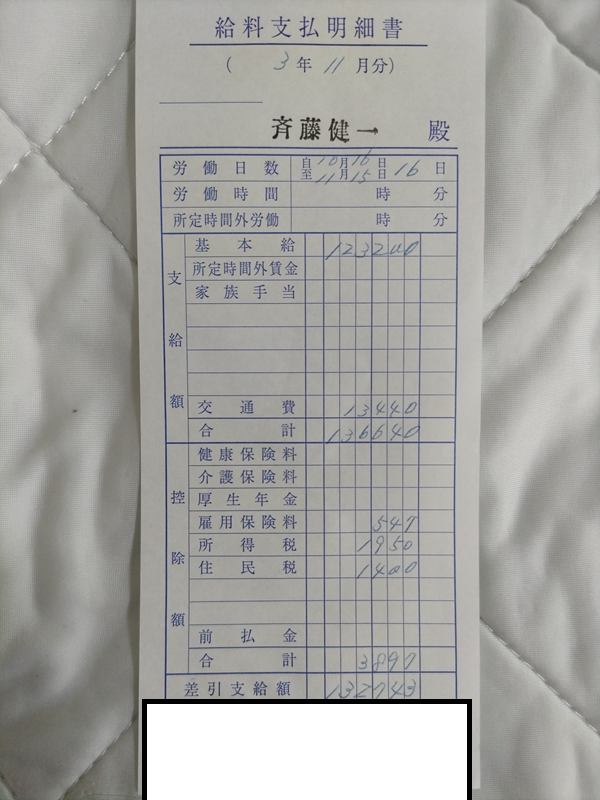 給料支払明細書
( 3年11月分)
斉藤健一 殿
労働日数 自10月16日 至11月15日 16日
労働時間 時 分
所定時間外労働 時 分
支給額
基本給 123200
所定時間外賃金
家族手当
交通費 13440
合計 136640
控除額
健康保険料
介護保険料
厚生年金
雇用保険料 547
所得税 1950
住民税 1400
前払金
合計 3897
差引支給額 132743